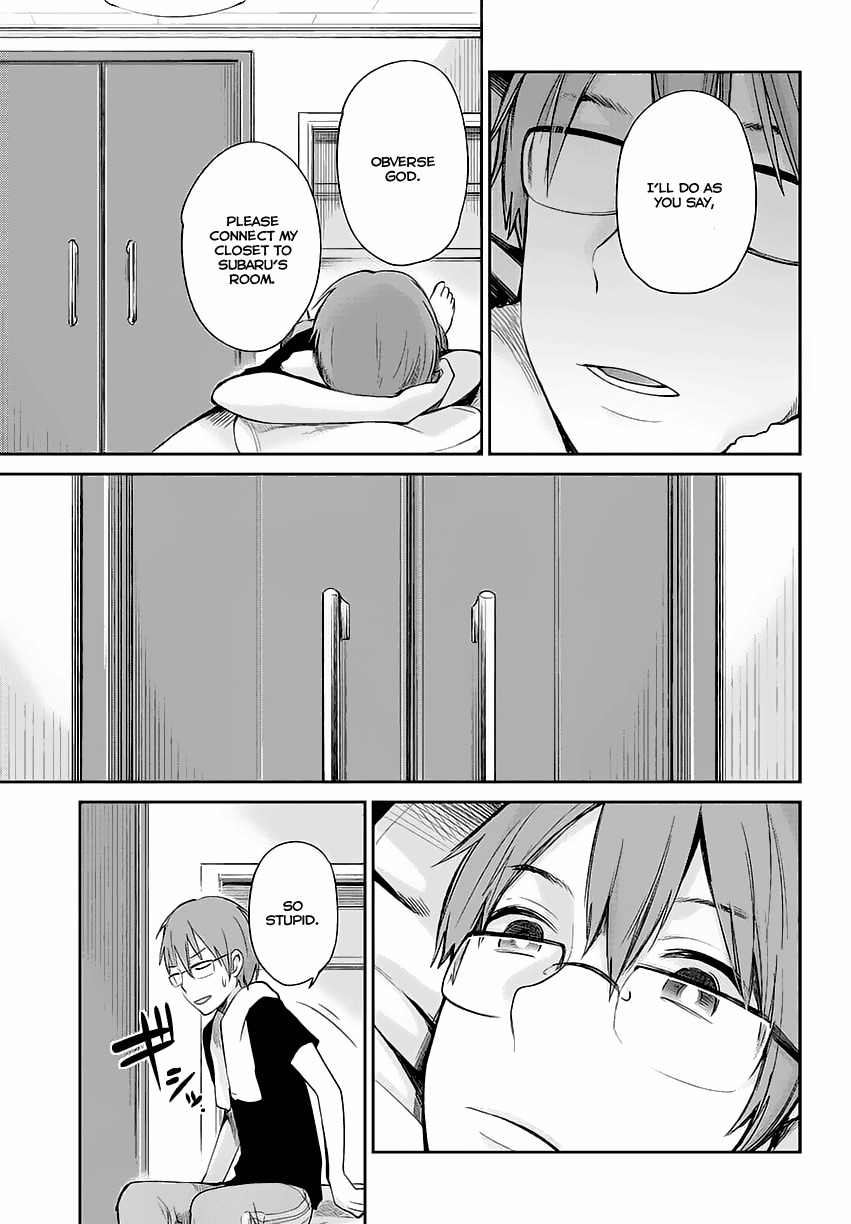 I'LL DO AS
YOU SAY,
OBVERSE
GOD.
PLEASE
CONNECT MY
CLOSET TO
SUBARU'S
ROOM.
SO
STUPID.
ギシッ